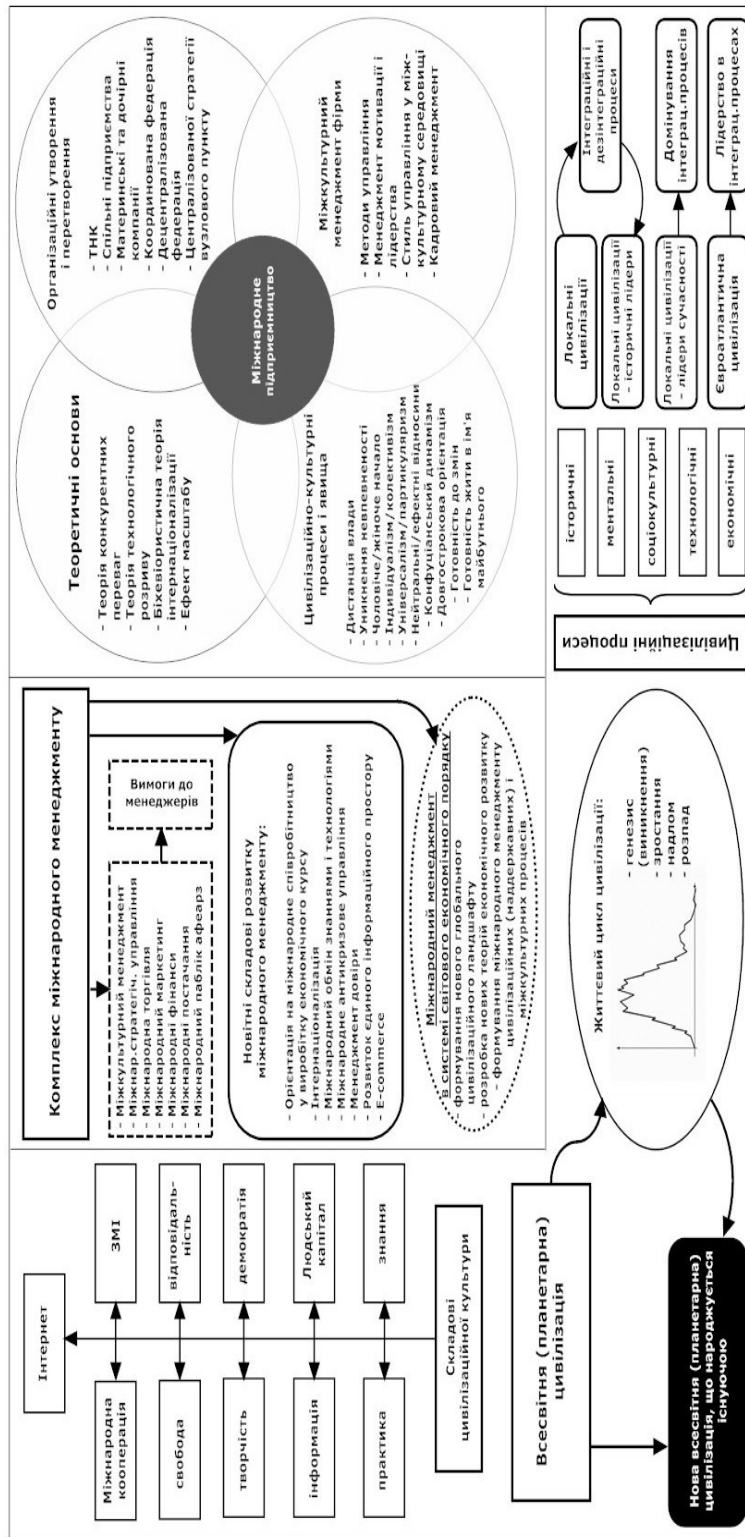 Інтернет
Міжнародна
кооперація
ЗМІ
свобода
відповідаль-
ність
творчість
демократія
інформація
Людський
капітал
практика
знання
Складові
цивілізаційної культури
Комплекс міжнародного менеджменту
- Міжкультурний менеджмент
- Міжнар.стратегіч. управління
- Міжнародна торгівля
- Міжнародний маркетинг
- Міжнародні фінанси
- Міжнародні постачання
- Міжнародний паблік афеарз
Вимоги до
менеджерів
Новітні складові розвитку
міжнародного менеджменту:
- Орієнтація на міжнародне співробітництво
у виробітку економічного курсу
- Інтернаціоналізація
- Міжнародний обмін знаннями і технологіями
- Міжнародне антикризове управління
- Менеджмент довіри
- Розвиток єдиного інформаційного простору
- E-commerce
Міжнародний менеджмент
в системі світового економічного порядку
- формування нового глобального
цивілізаційного ландшафту
- розробка нових теорій економічного розвитку
- формування міжнародного менеджменту
цивілізаційних (наддержавних) і
міжкультурних процесів
Теоретичні основи
- Теорія конкурентних
переваг
- Теорія технологічного
розриву
- Біхевіористична теорія
інтернаціоналізації
- Ефект масштабу
Організаційні утворення
і перетворення
- ТНК
- Спільні підприємства
- Материнські та дочірні
компанії
- Координована федерація
- Децентралізована
федерація
- Централізованої стратегії
вузлового пункту
Міжнародне
підприємництво
Цивілізаційно-культурні
процеси і явища
- Дистанція влади
- Уникнення невпевненості
- Чоловіче/жіноче начало
- Індивідуалізм/колективізм
- Універсалізм/партикуляризм
- Нейтральні/ефектні відносини
- Конфуціанський динамізм
- Довгострокова орієнтація
- Готовність до змін
- Готовність жити в ім'я
майбутнього
Міжкультурний
менеджмент фірми
- Методи управління
- Менеджмент мотивації і
лідерства
- Стиль управління у між-
культурному середовищі
- Кадровий менеджмент
Всесвітня (планетарна)
цивілізація
Нова всесвітня (планетарна)
цивілізація, що народжується
існуючою
Життєвий цикл цивілізації:
- генезис
(виникнення)
- зростання
- надлом
- розпад
Цивілізаційні процеси
історичні
ментальні
соціокультурні
технологічні
економічні
Локальні
цивілізації
Інтеграційні і
дезінтеграційні
процеси
Локальні цивілізації
- історичні лідери
Локальні цивілізації
- лідери сучасності
Домінування
інтеграц.процесів
Євроатлантична
цивілізація
Лідерство в
інтеграц.процесах